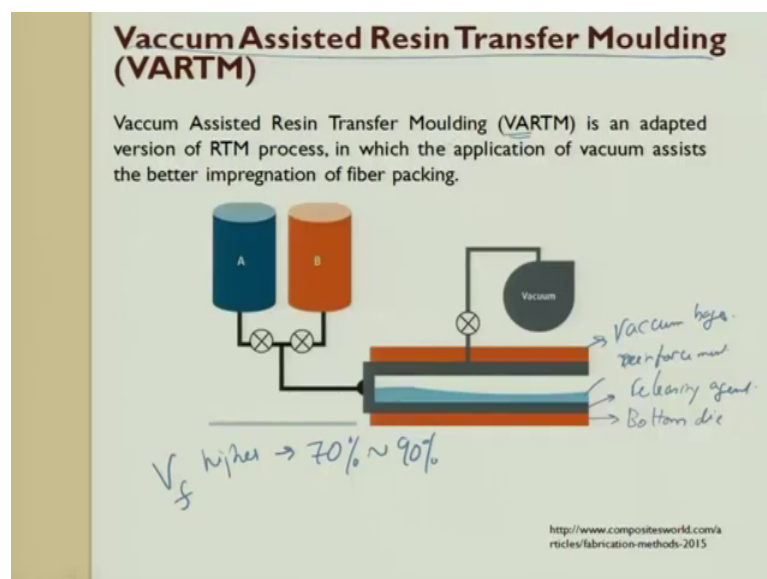 Vaccum Assisted Resin Transfer Moulding
(VARTM)
Vaccum Assisted Resin Transfer Moulding (VARTM) is an adapted
version of RTM process, in which the application of vacuum assists
the better impregnation of fiber packing.
A
B
Vacuum
Vaccum bags.
reinforcement
releasing agent.
Bottom die
Vf higher → 70% ~ 90%
http://www.compositesworld.com/a
rticles/fabrication-methods-2015